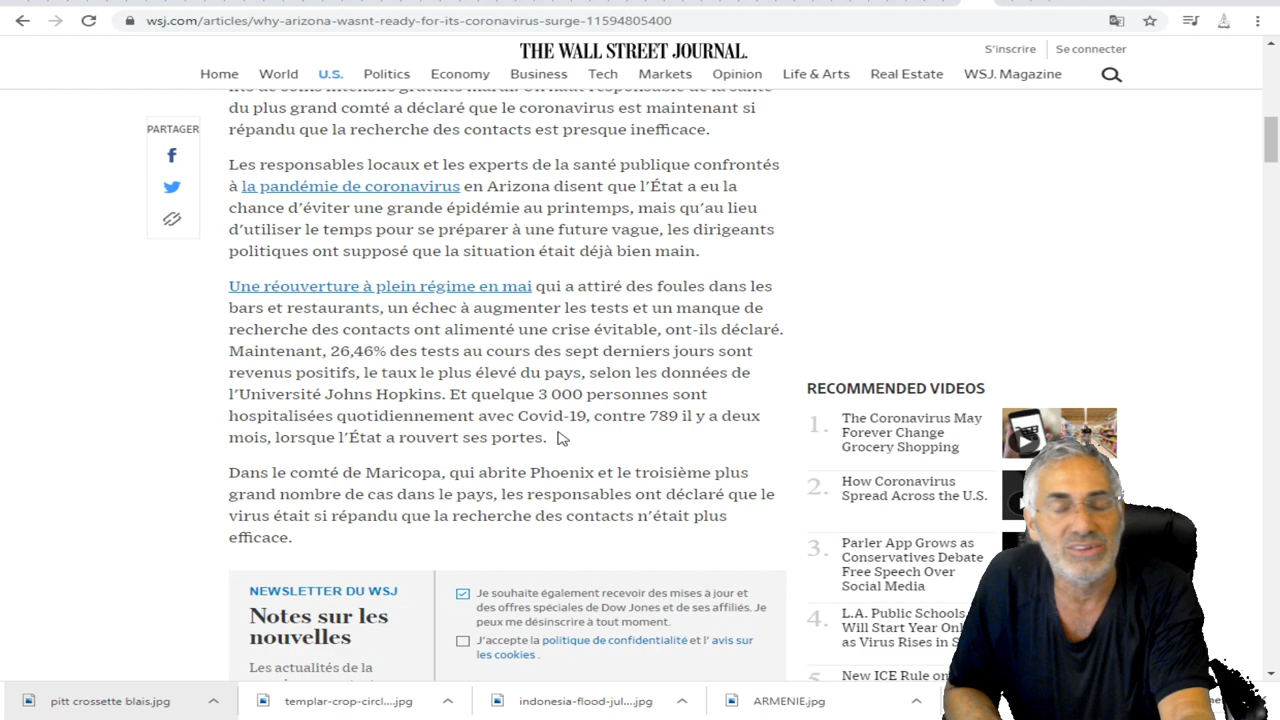 wsj.com/articles/why-arizona-wasnt-ready-for-its-coronavirus-surge-11594805400
THE WALL STREET JOURNAL.
S'inscrire
Se connecter
Home World U.S. Politics Economy Business Tech Markets Opinion Life & Arts Real Estate WSJ. Magazine
PARTAGER
du plus grand comté a déclaré que le coronavirus est maintenant si
répandu que la recherche des contacts est presque inefficace.
Les responsables locaux et les experts de la santé publique confrontés
à la pandémie de coronavirus en Arizona disent que l'État a eu la
chance d'éviter une grande épidémie au printemps, mais qu'au lieu
d'utiliser le temps pour se préparer à une future vague, les dirigeants
politiques ont supposé que la situation était déjà bien main.
Une réouverture à plein régime en mai qui a attiré des foules dans les
bars et restaurants, un échec à augmenter les tests et un manque de
recherche des contacts ont alimenté une crise évitable, ont-ils déclaré.
Maintenant, 26,46% des tests au cours des sept derniers jours sont
revenus positifs, le taux le plus élevé du pays, selon les données de
l'Université Johns Hopkins. Et quelque 3 000 personnes sont
hospitalisées quotidiennement avec Covid-19, contre 789 il y a deux
mois, lorsque l'État a rouvert ses portes.
Dans le comté de Maricopa, qui abrite Phoenix et le troisième plus
grand nombre de cas dans le pays, les responsables ont déclaré que le
virus était si répandu que la recherche des contacts n'était plus
efficace.
NEWSLETTER DU WSJ
Notes sur les
nouvelles
Les actualités de la
Je souhaite également recevoir des mises à jour et
des offres spéciales de Dow Jones et de ses affiliés. Je
peux me désinscrire à tout moment.
J'accepte la politique de confidentialité et l' avis sur
les cookies .
RECOMMENDED VIDEOS
1. The Coronavirus May
Forever Change
Grocery Shopping
2. How Coronavirus
Spread Across the U.S.
3. Parler App Grows as
Conservatives Debate
Free Speech Over
Social Media
4. L.A. Public Schools
Will Start Year
as Virus Rises in
5. New ICE Rule on
pitt crossette blais.jpg
templar-crop-circl....jpg
indonesia-flood-jul....jpg
ARMENIE.jpg